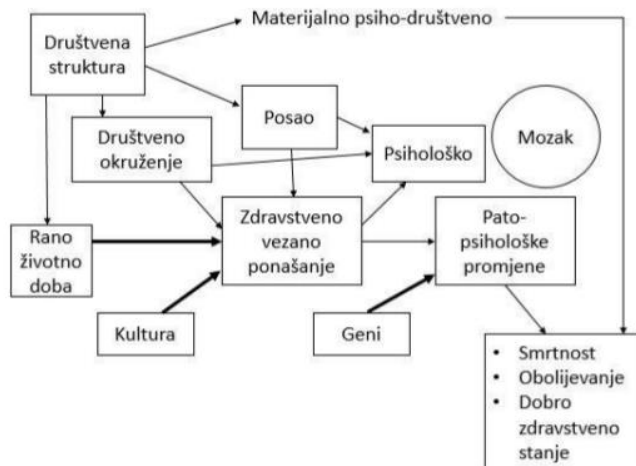 Materijalno psiho-društveno
Društvena
struktura
Posao
Mozak
Društveno
okruženje
Psihološko
Rano
životno
doba
Zdravstveno
vezano
ponašanje
Pato-
psihološke
promjene
Kultura
Geni
• Smrtnost
• Obolijevanje
• Dobro
zdravstveno
stanje